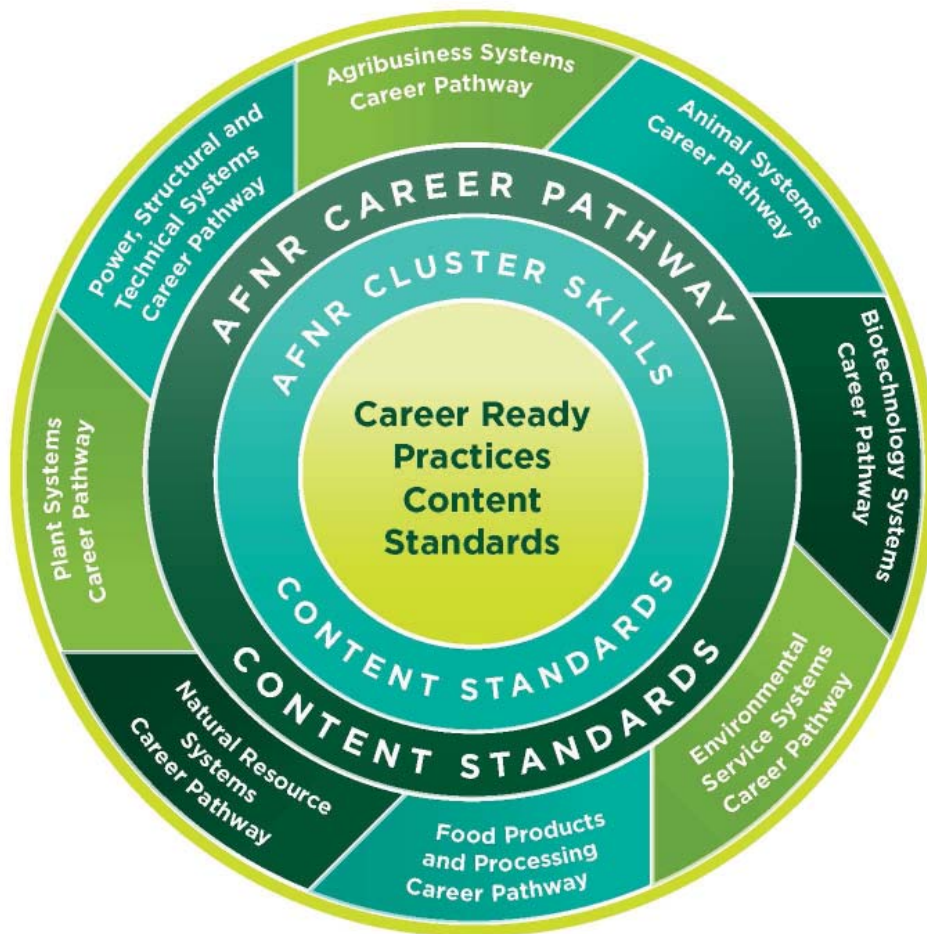 Agribusiness Systems
Career Pathway
Animal Systems
Career Pathway
Biotechnology Systems
Career Pathway
Environmental
Service Systems
Career Pathway
Food Products
and Processing
Career Pathway
Natural Resource
Systems
Career Pathway
Plant Systems
Career Pathway
Power, Structural and
Technical Systems
Career Pathway
AFNR CAREER PATHWAY
CONTENT STANDARDS
AFNR CLUSTER SKILLS
CONTENT STANDARDS
Career Ready
Practices
Content
Standards